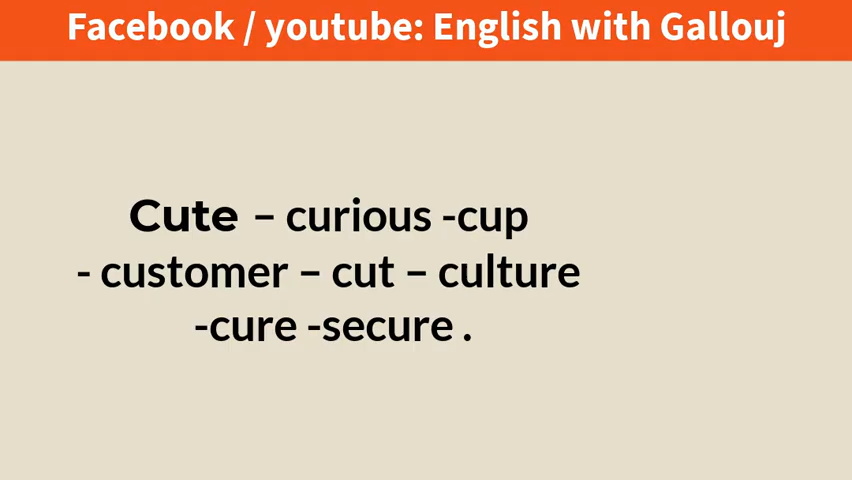 Facebook / youtube: English with Gallouj
Cute – curious -cup
- customer – cut – culture
-cure -secure .